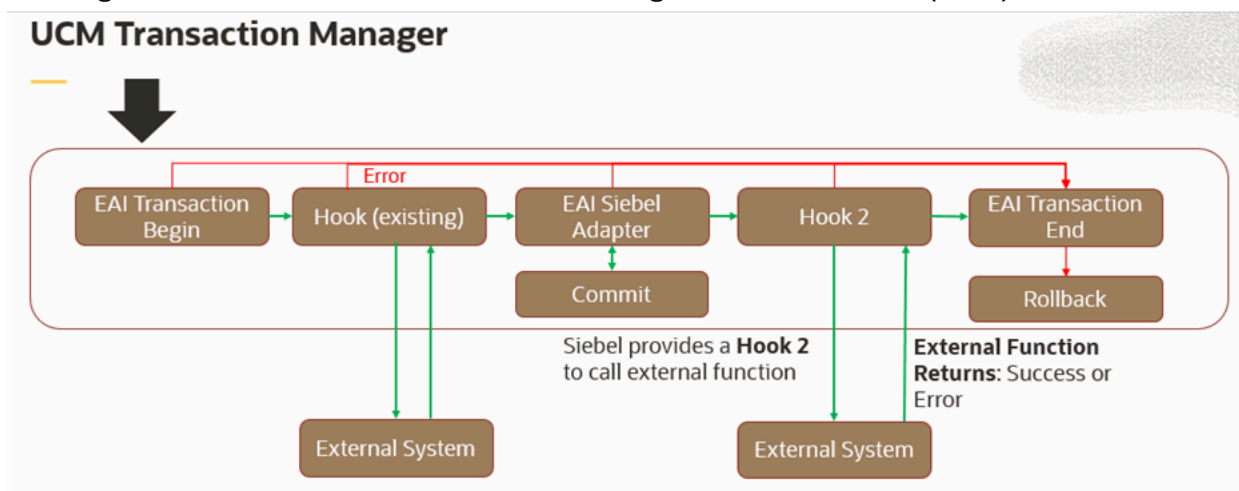 UCM Transaction Manager
Error
EAI Transaction
Begin
Hook (existing)
EAI Siebel
Adapter
Hook 2
EAI Transaction
End
Commit
Rollback
Siebel provides a Hook 2
to call external function
External Function
Returns: Success or
Error
External System
External System